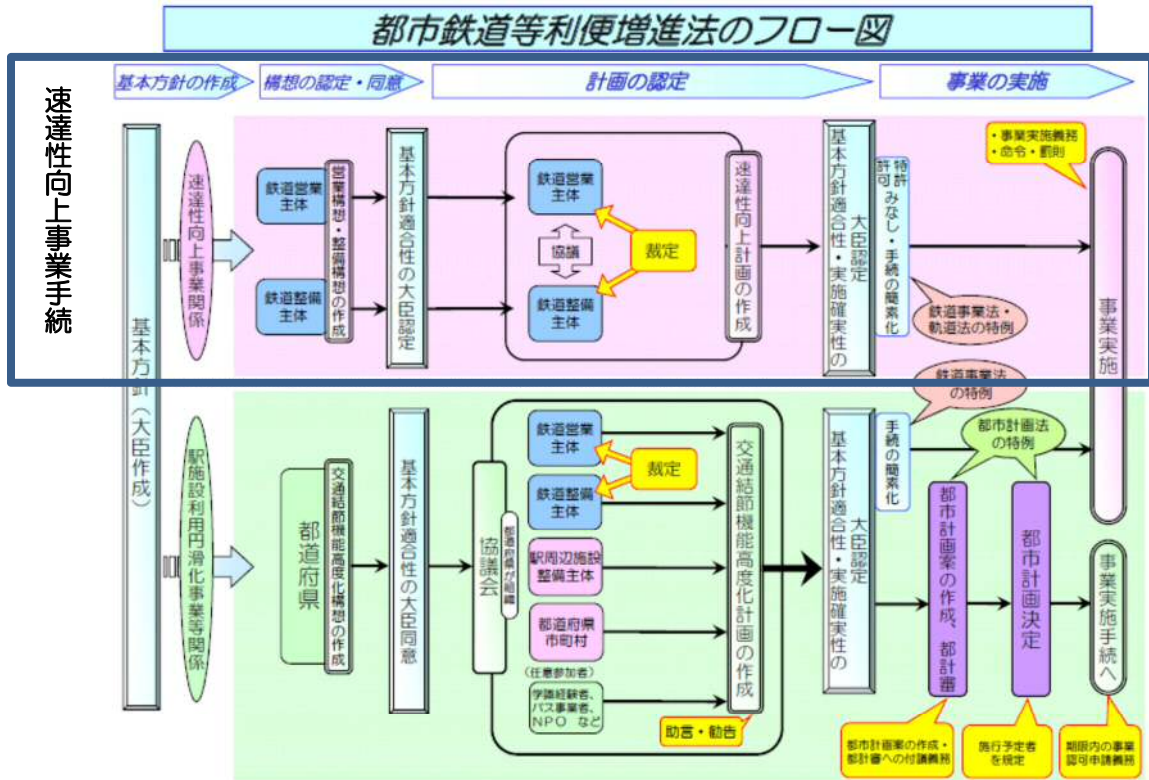 都市鉄道等利便増進法のフロー図
基本方針の作成
構想の認定・同意
計画の認定
事業の実施
速達性向上事業手続
基本方針(大臣作成)
速達性向上事業関係
鉄道営業
主体
鉄道整備
主体
営業構想・整備構想の作成
基本方針適合性の大臣認定
鉄道営業
主体
協議
鉄道整備
主体
裁定
速達性向上計画の作成
基本方針適合性・実施確実性の
大臣認定
特許
許可
みなし・手続の簡素化
鉄道事業法・
軌道法の特例
・事業実施義務
・命令・罰則
事業実施
駅施設利用円滑化事業等関係
都道府県
交通結節機能高度化構想の作成
基本方針適合性の大臣同意
協議会
都道府県が組織
鉄道営業
主体
鉄道整備
主体
裁定
駅周辺施設
整備主体
都道府県
市町村
(任意参加者)
学識経験者、
バス事業者、
NPO など
交通結節機能高度化計画の作成
助言・勧告
基本方針適合性・実施確実性の
大臣認定
手続の簡素化
鉄道事業法
の特例
都市計画法
の特例
都市計画案の作成、都計審
都市計画決定
事業実施手続へ
都市計画案の作成・
都計審への付議義務
施行予定者
を規定
期限内の事業
認可申請義務